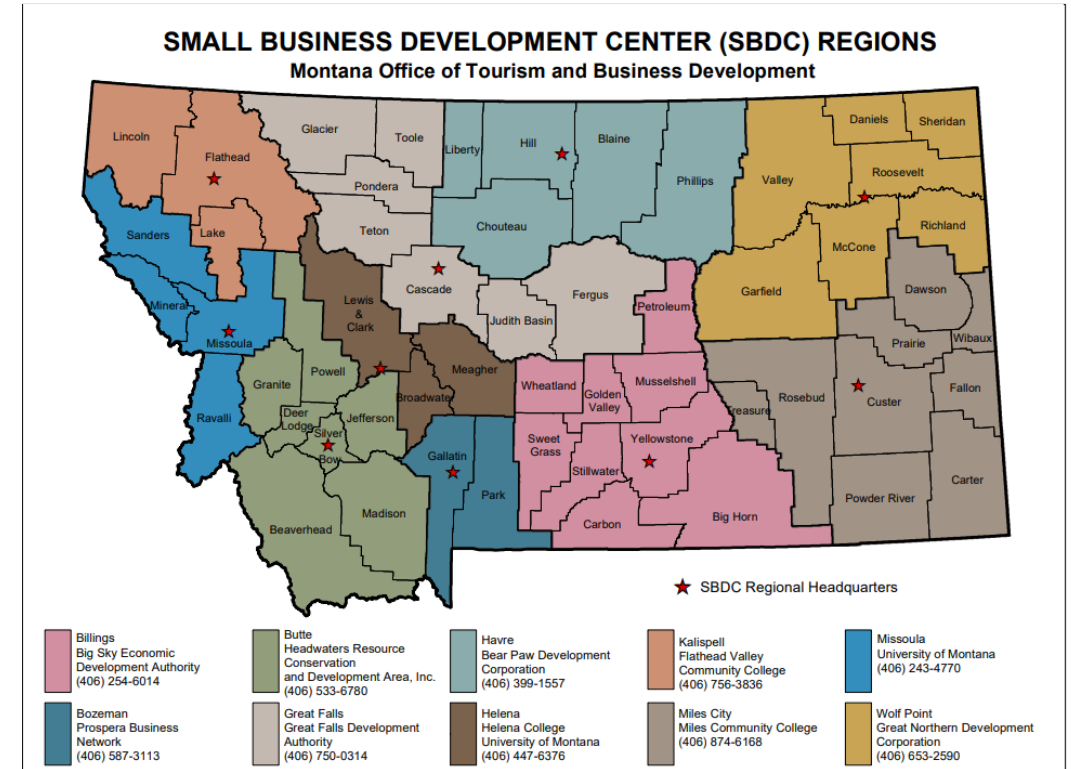 SMALL BUSINESS DEVELOPMENT CENTER (SBDC) REGIONS
Montana Office of Tourism and Business Development
Lincoln
Flathead
Glacier
Toole
Liberty
Hill
Blaine
Phillips
Valley
Daniels
Sheridan
Roosevelt
Pondera
Teton
Chouteau
Richland
McCone
Sanders
Lake
Garfield
Dawson
Mineral
Missoula
Lewis
&
Clark
Cascade
Judith Basin
Fergus
Petroleum
Prairie
Wibaux
Granite
Powell
Meagher
Broadwater
Wheatland
Golden
Valley
Musselshell
Treasure
Rosebud
Custer
Fallon
Ravalli
Deer
Lodge
Silver
Bow
Jefferson
Gallatin
Park
Sweet
Grass
Stillwater
Yellowstone
Carter
Powder River
Beaverhead
Madison
Carbon
Big Horn
SBDC Regional Headquarters
Billings
Big Sky Economic
Development Authority
(406) 254-6014
Butte
Headwaters Resource
Conservation
and Development Area, Inc.
(406) 533-6780
Havre
Bear Paw Development
Corporation
(406) 399-1557
Kalispell
Flathead Valley
Community College
(406) 756-3836
Missoula
University of Montana
(406) 243-4770
Bozeman
Prospera Business
Network
(406) 587-3113
Great Falls
Great Falls Development
Authority
(406) 750-0314
Helena
Helena College
University of Montana
(406) 447-6376
Miles City
Miles Community College
(406) 874-6168
Wolf Point
Great Northern Development
Corporation
(406) 653-2590